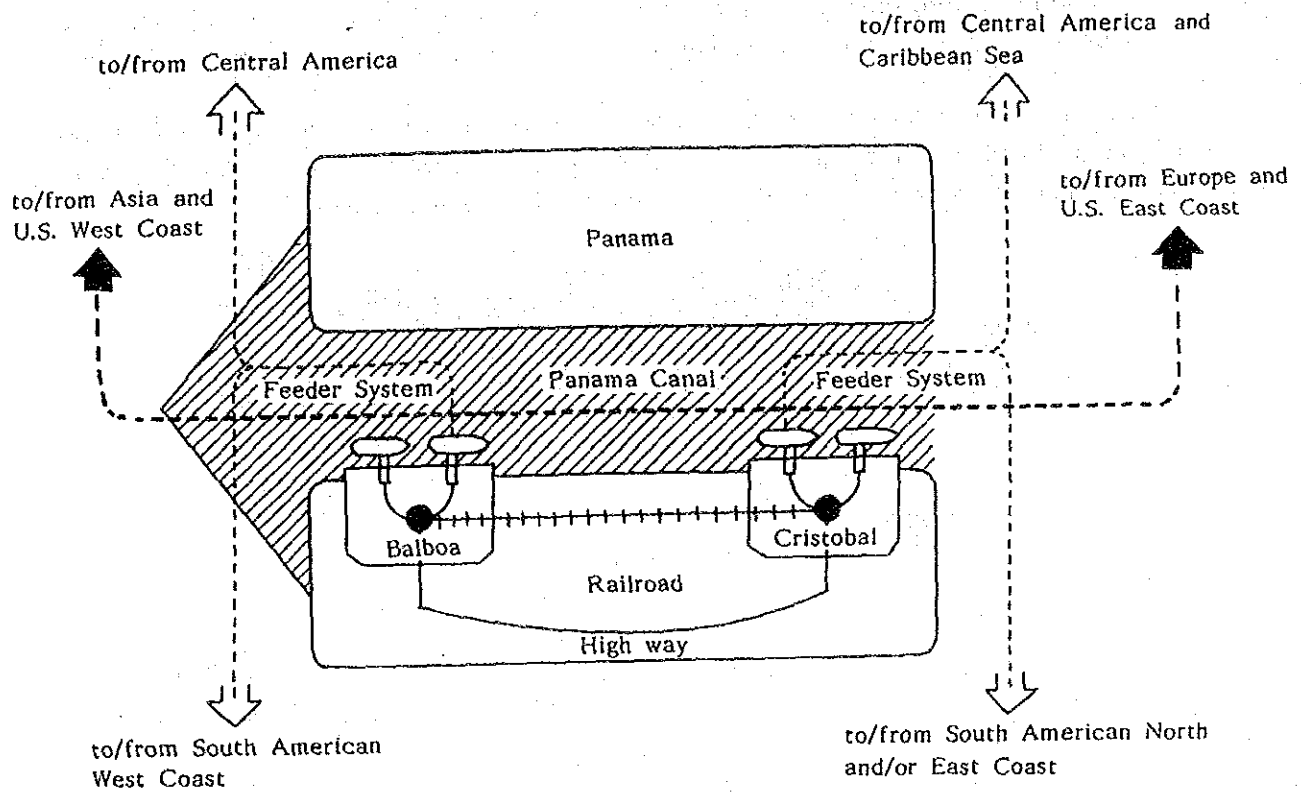 to/from Central America and
Caribbean Sea
to/from Central America
to/from Asia and
U.S. West Coast
to/from Europe and
U.S. East Coast
Panama
Feeder System
Panama Canal
Feeder System
Balboa
Cristobal
Railroad
High way
to/from South American
West Coast
to/from South American North
and/or East Coast